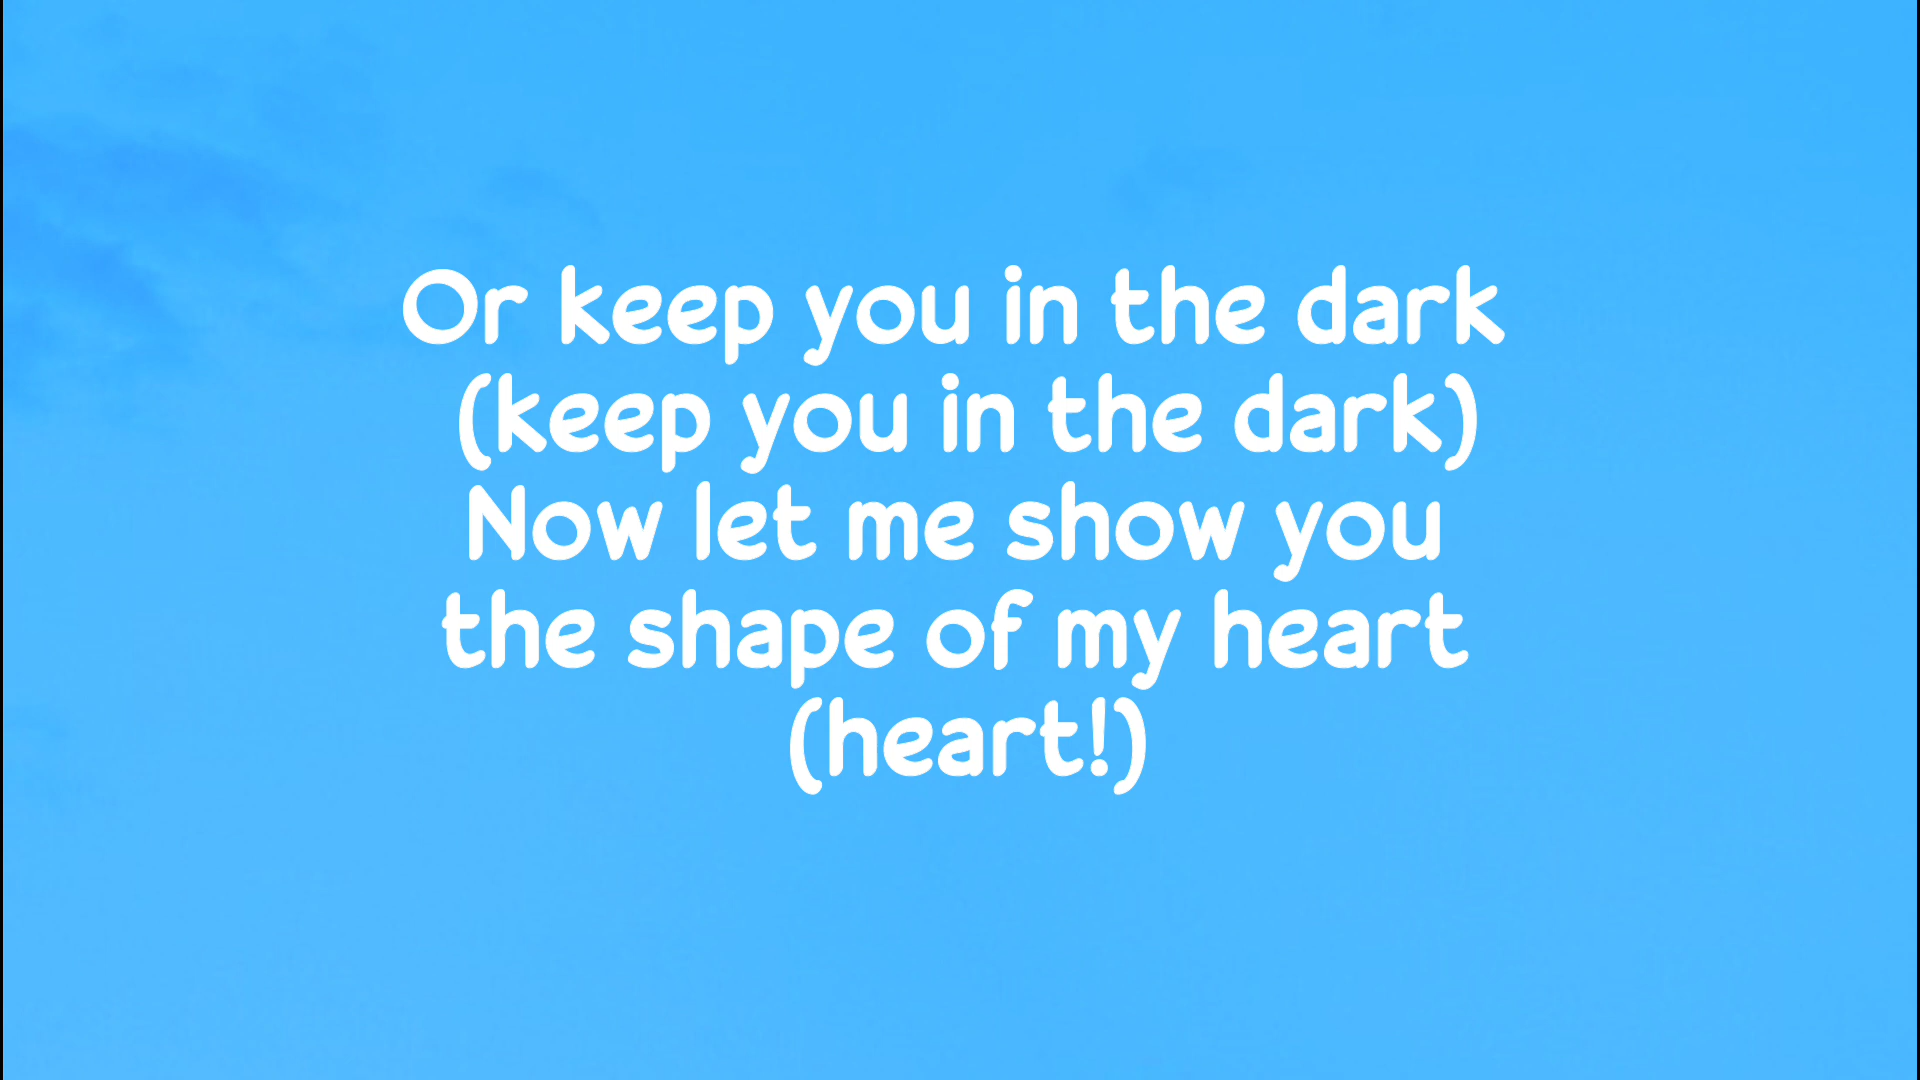 Or keep you in the dark
(keep you in the dark)
Now let me show you
the shape of my heart
(heart!)